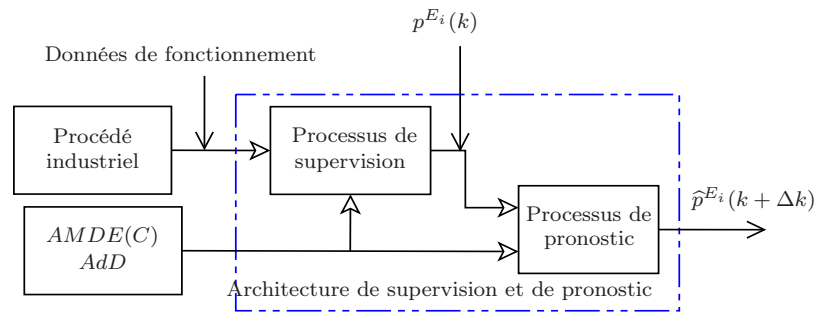 p^{E_i}(k)
Données de fonctionnement
Procédé
industriel
Processus de
supervision
AMDE(C)
AdD
Processus de
pronostic
\widehat{p}^{E_i}(k + Δk)
Architecture de supervision et de pronostic